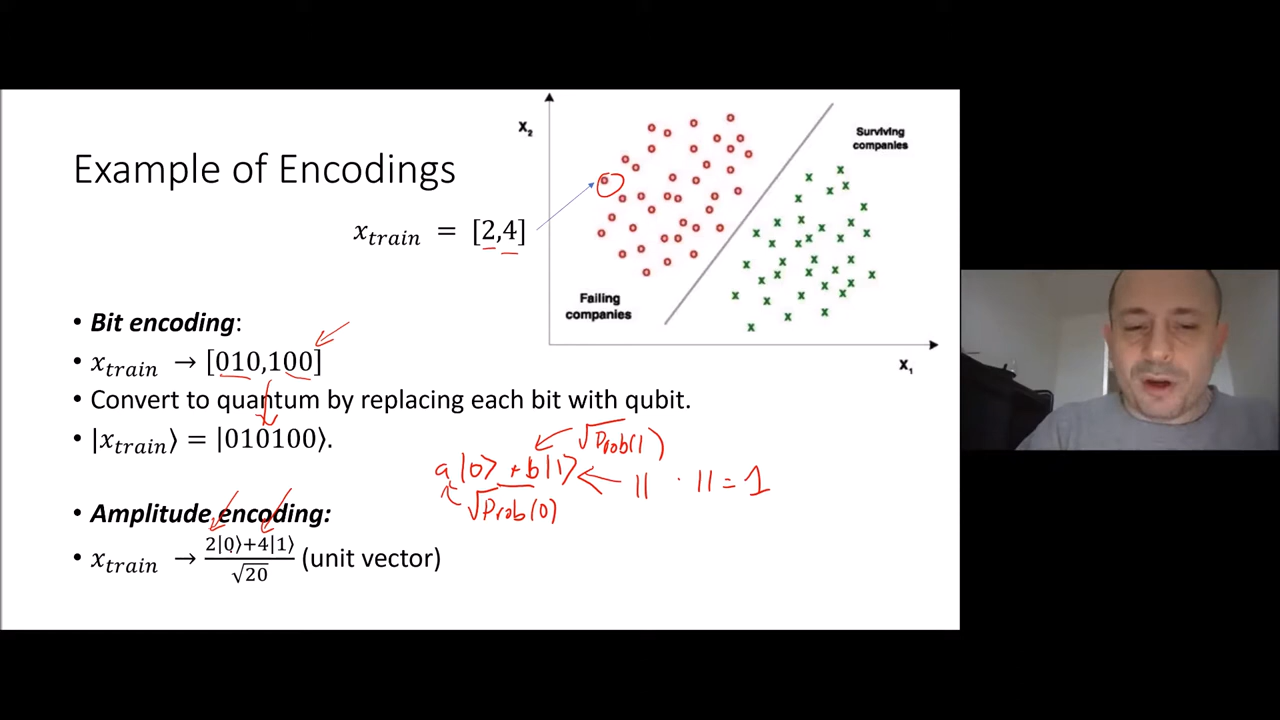 Example of Encodings
x_train = [2,4]
X₂
Surviving
companies
Failing
companies
X₁
• Bit encoding:
• x_train → [010,100]
• Convert to quantum by replacing each bit with qubit.
• |x_train⟩ = |010100⟩.
√Prob(1)
a|0⟩ + b|1⟩ ← || · || = 1
√Prob(0)
• Amplitude encoding:
• x_train → (2|0⟩+4|1⟩)/√20 (unit vector)